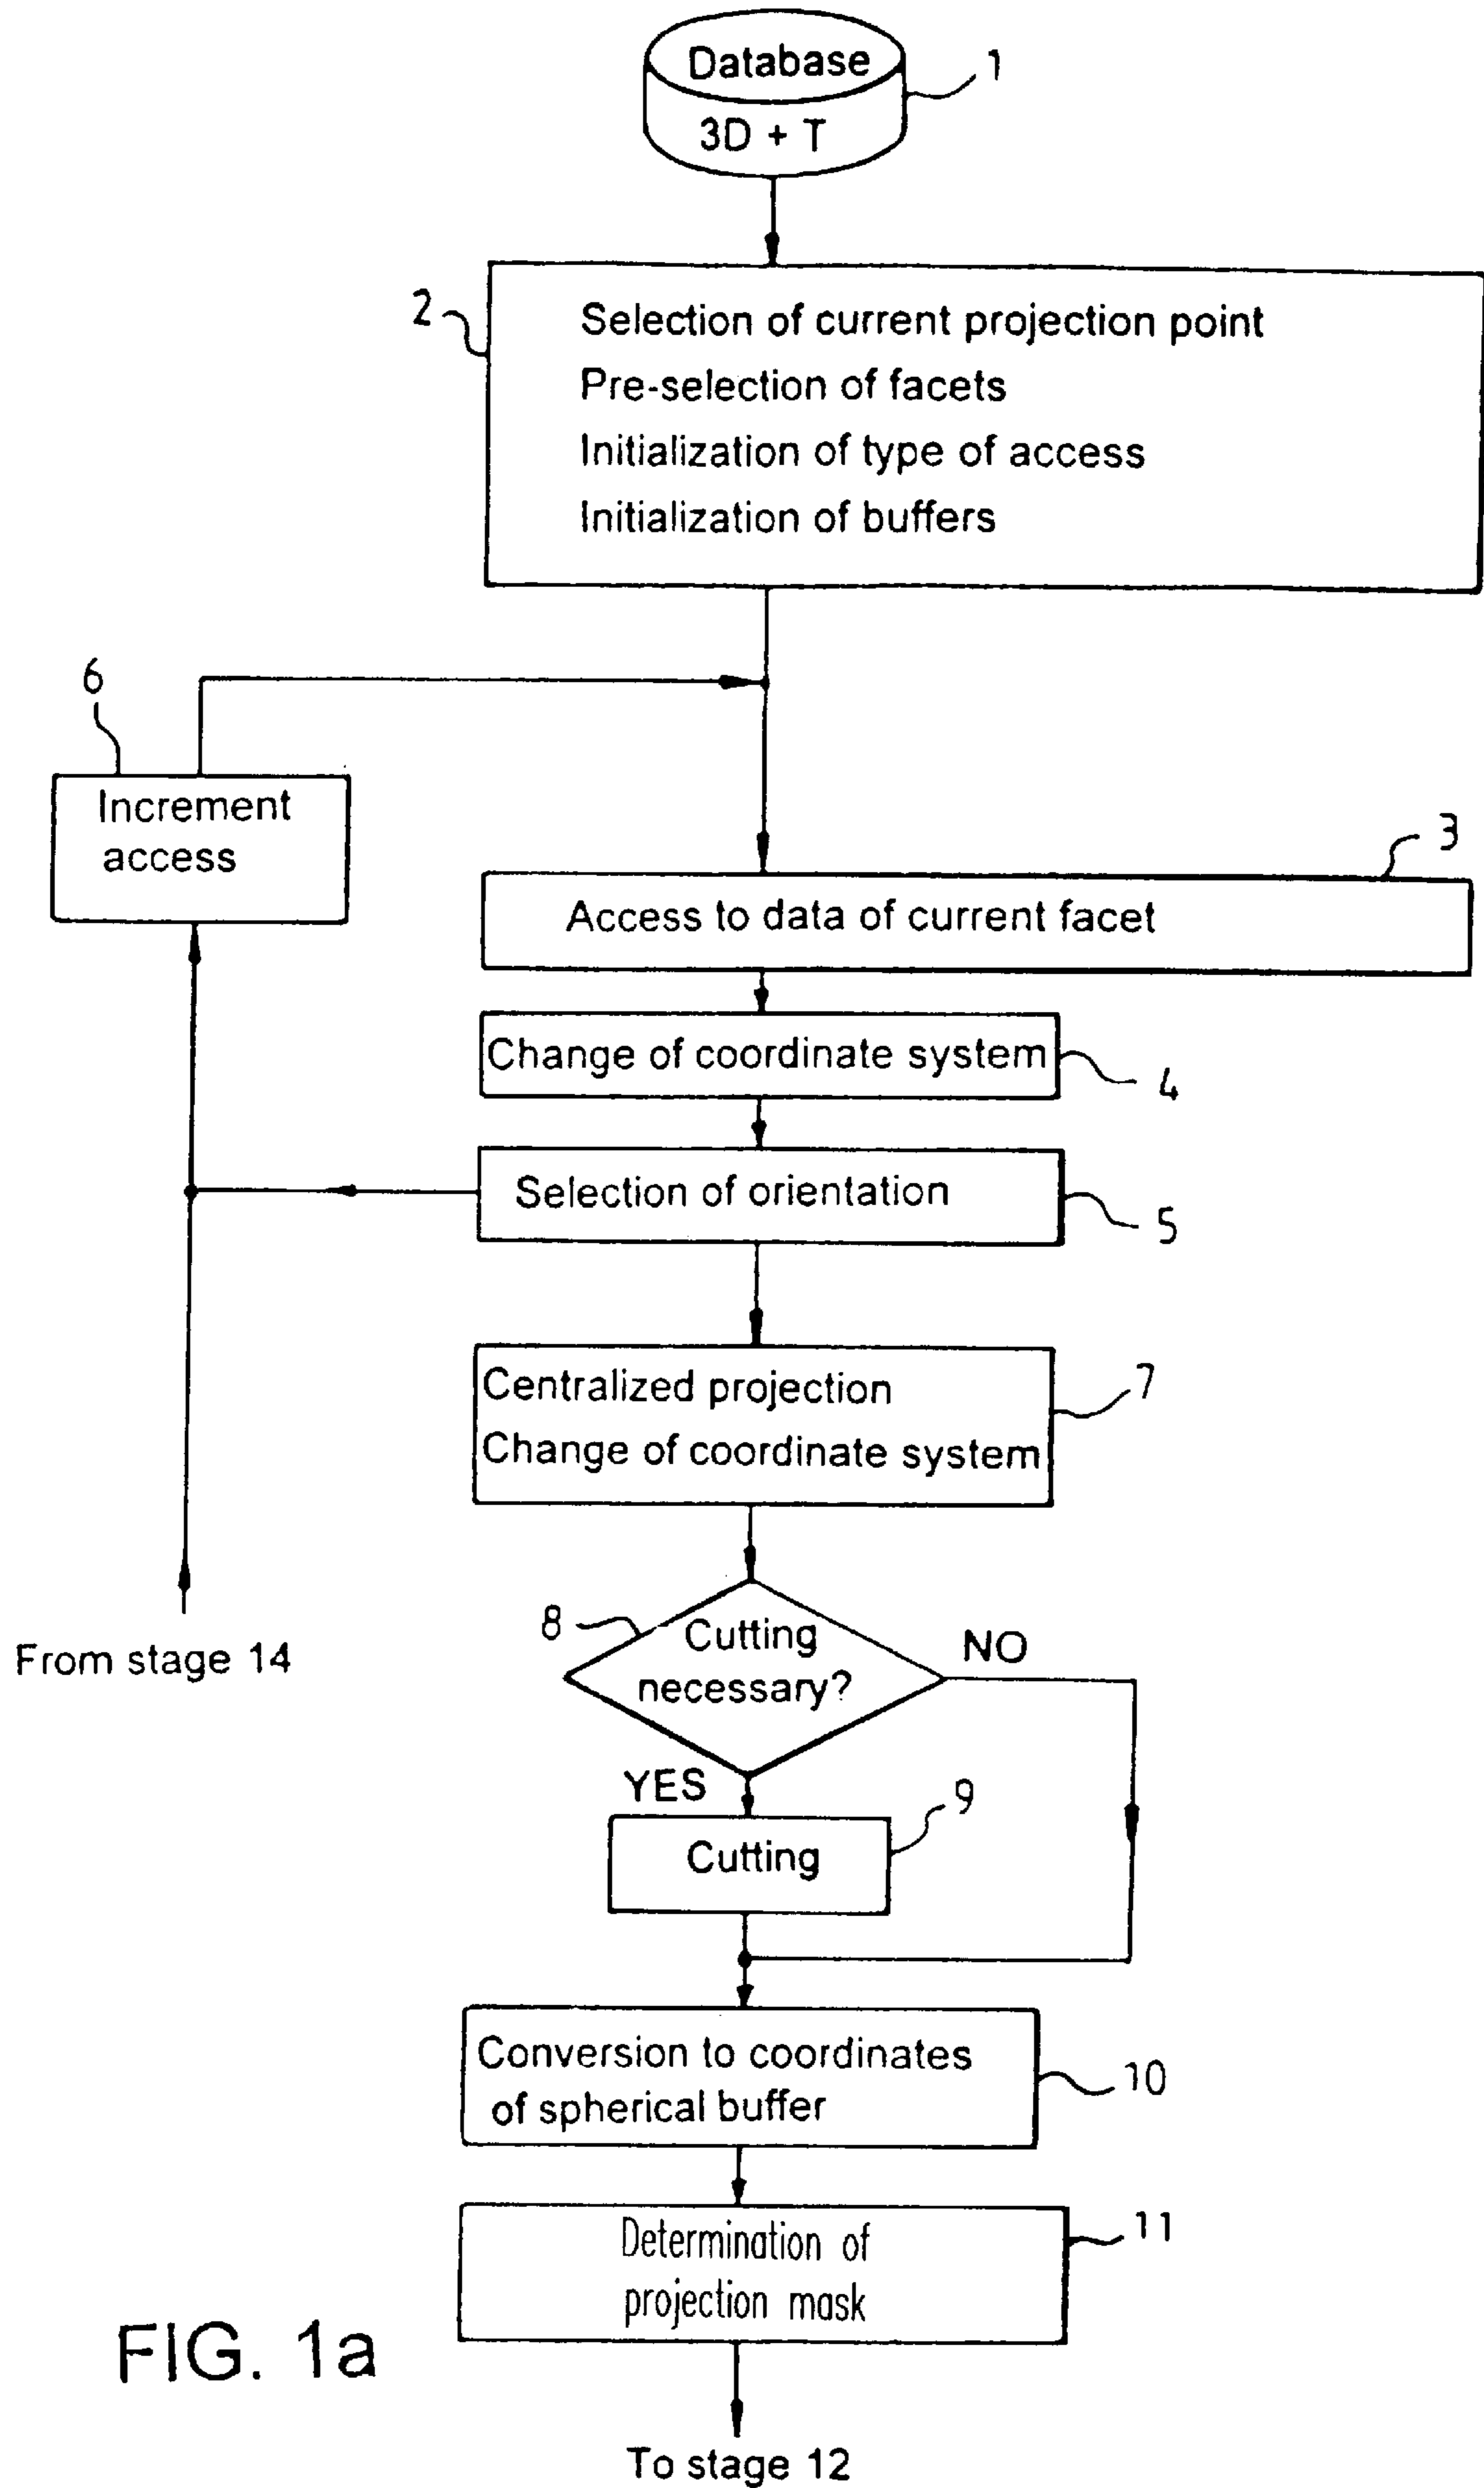 Database
3D + T
1
2
Selection of current projection point
Pre-selection of facets
Initialization of type of access
Initialization of buffers
6
Increment
access
3
Access to data of current facet
Change of coordinate system
4
Selection of orientation
5
Centralized projection
Change of coordinate system
7
From stage 14
8
Cutting
necessary?
NO
YES
9
Cutting
Conversion to coordinates
of spherical buffer
10
Determination of
projection mask
11
FIG. 1a
To stage 12